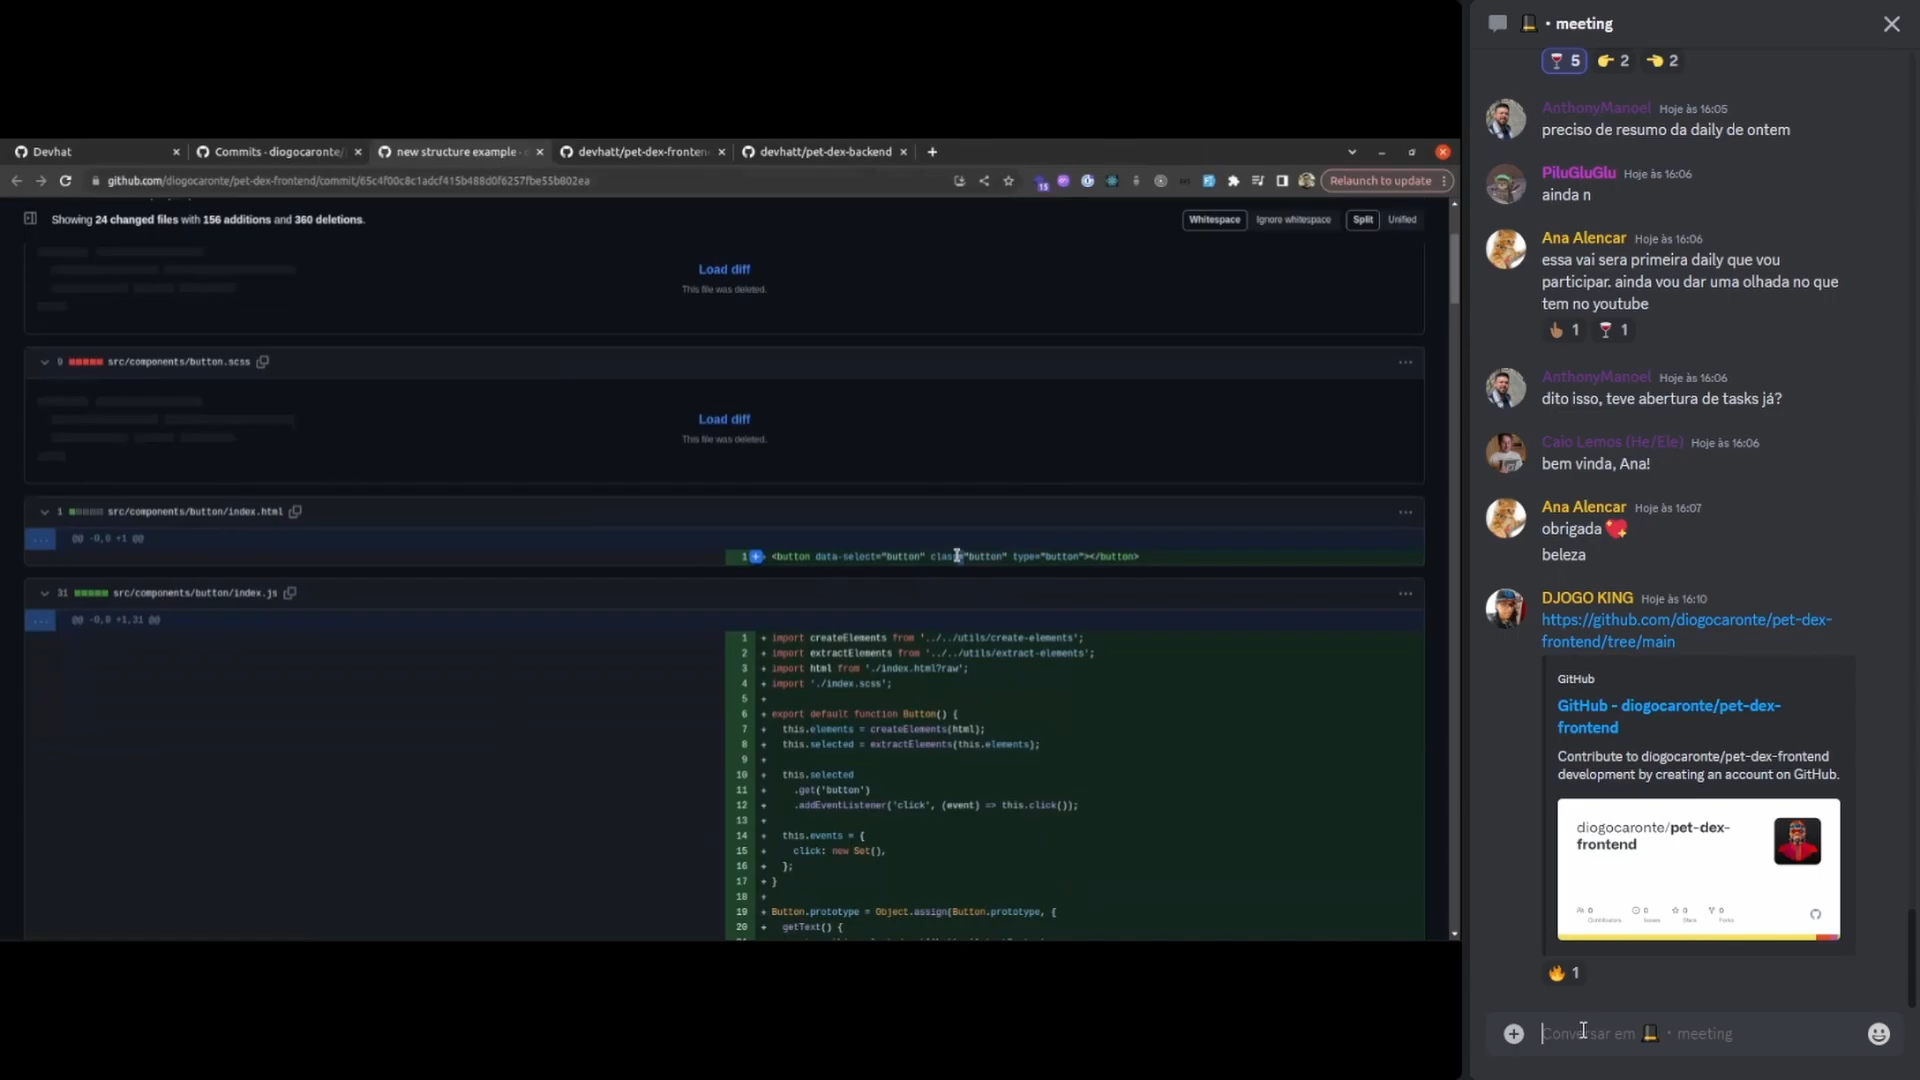 Devhat
Commits · diogocaronte/
new structure example ·
devhatt/pet-dex-fronten
devhatt/pet-dex-backend
github.com/diogocaronte/pet-dex-frontend/commit/65c4f00c8c1adcf415b488d0f6257fbe55b802ea
15
Relaunch to update
Showing 24 changed files with 156 additions and 360 deletions.
Whitespace
Ignore whitespace
Split
Unified
Load diff
This file was deleted.
9 src/components/button.scss
Load diff
This file was deleted.
1 src/components/button/index.html
@@ -0,0 +1 @@
1 + <button data-select="button" class="button" type="button"></button>
31 src/components/button/index.js
@@ -0,0 +1,31 @@
1 + import createElements from '../../utils/create-elements';
2 + import extractElements from '../../utils/extract-elements';
3 + import html from './index.html?raw';
4 + import './index.scss';
5 +
6 + export default function Button() {
7 + this.elements = createElements(html);
8 + this.selected = extractElements(this.elements);
9 +
10 + this.selected
11 + .get('button')
12 + .addEventListener('click', (event) => this.click());
13 +
14 + this.events = {
15 + click: new Set(),
16 + };
17 + }
18 +
19 + Button.prototype = Object.assign(Button.prototype, {
20 + getText() {
• meeting
5
2
2
AnthonyManoel Hoje às 16:05
preciso de resumo da daily de ontem
PiluGluGlu Hoje às 16:06
ainda n
Ana Alencar Hoje às 16:06
essa vai sera primeira daily que vou
participar. ainda vou dar uma olhada no que
tem no youtube
1
1
AnthonyManoel Hoje às 16:06
dito isso, teve abertura de tasks já?
Caio Lemos (He/Ele) Hoje às 16:06
bem vinda, Ana!
Ana Alencar Hoje às 16:07
obrigada 💖
beleza
DJOGO KING Hoje às 16:10
https://github.com/diogocaronte/pet-dex-
frontend/tree/main
GitHub
GitHub - diogocaronte/pet-dex-
frontend
Contribute to diogocaronte/pet-dex-frontend
development by creating an account on GitHub.
diogocaronte/pet-dex-
frontend
0 Contributors
0 Issues
0 Stars
0 Forks
1
Conversar em • meeting